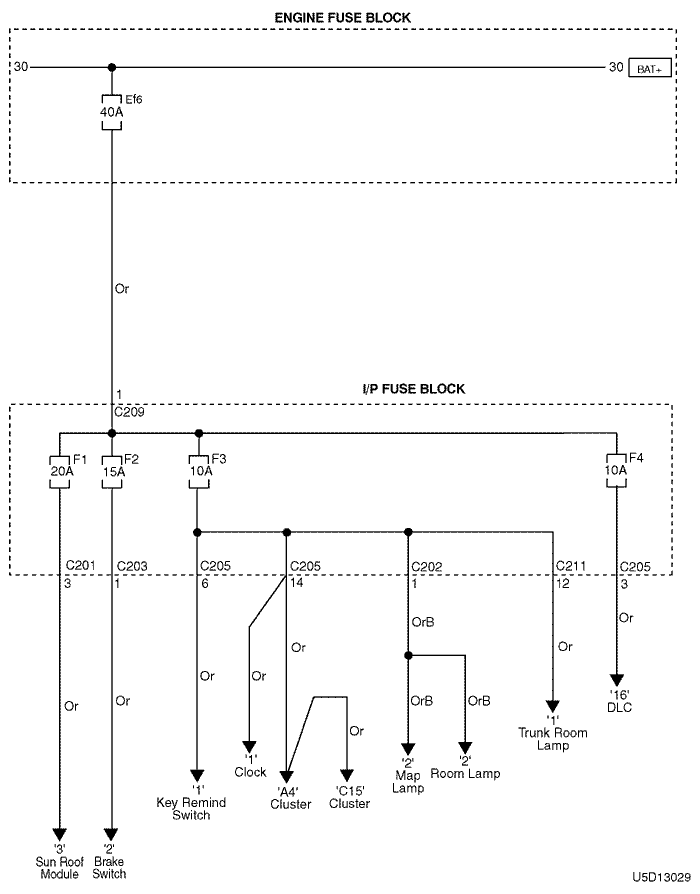 ENGINE FUSE BLOCK
30
30
BAT+
Ef6
40A
Or
1
I/P FUSE BLOCK
C209
F1
20A
F2
15A
F3
10A
F4
10A
C201
3
C203
1
C205
6
C205
14
C202
1
C211
12
C205
3
OrB
Or
Or
Or
Or
Or
OrB
OrB
Or
Or
Or
'16'
DLC
'1'
Trunk Room
Lamp
'1'
Clock
'2'
Map
Lamp
'2'
Room Lamp
'1'
Key Remind
Switch
'A4'
Cluster
'C15'
Cluster
'3'
Sun Roof
Module
'2'
Brake
Switch
U5D13029